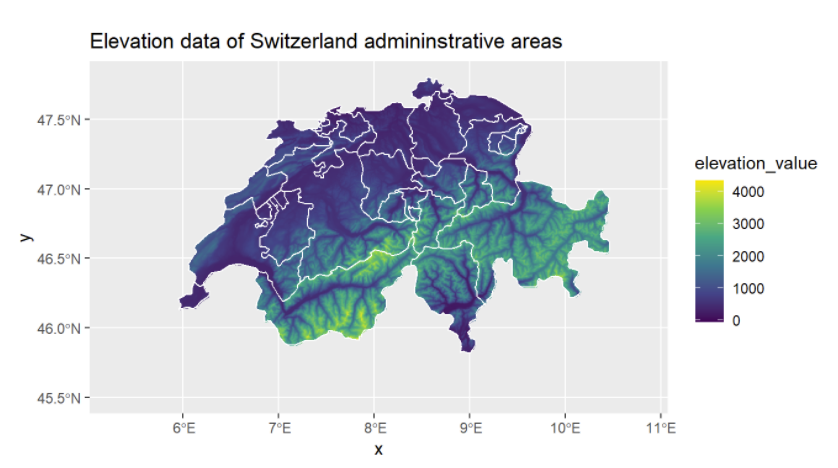 Elevation data of Switzerland admininstrative areas
47.5°N
47.0°N
46.5°N
46.0°N
45.5°N
y
6°E 7°E 8°E 9°E 10°E 11°E
x
elevation_value
4000
3000
2000
1000
0